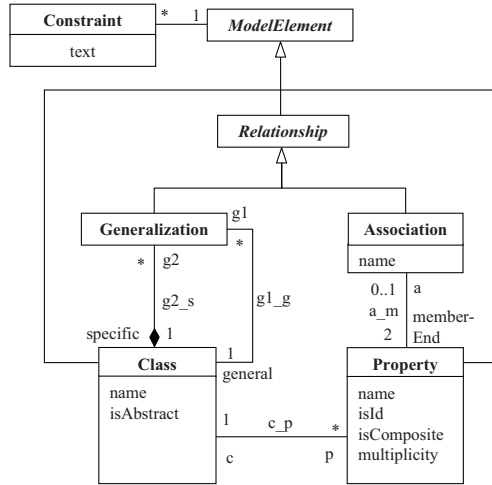 Constraint
text
* 1
ModelElement
Relationship
Generalization
g1
*
Association
name
*
g2
g2_s
g1_g
specific 1
0..1 a
a_m
2
member-
End
Class
name
isAbstract
1
general
Property
name
isId
isComposite
multiplicity
1 c_p *
c p